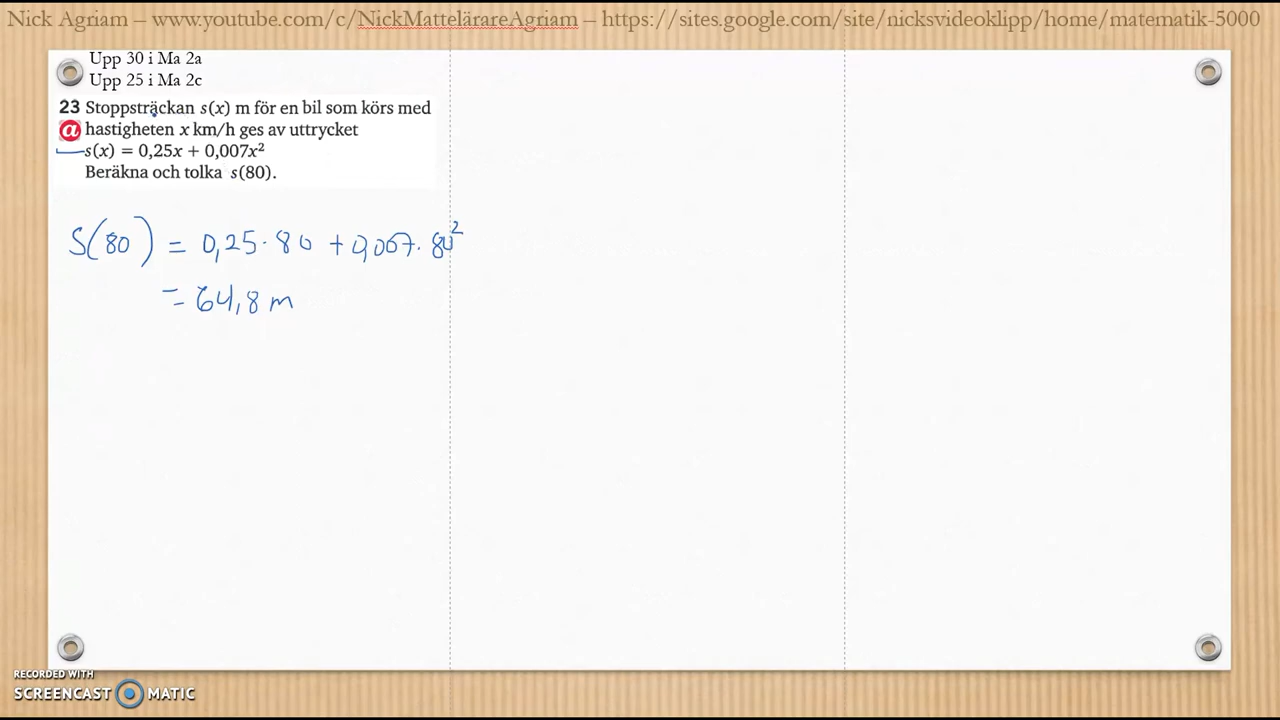 Nick Agriam – www.youtube.com/c/NickMattelärareAgriam – https://sites.google.com/site/nicksvideoklipp/home/matematik-5000
Upp 30 i Ma 2a
Upp 25 i Ma 2c
23 Stoppsträckan s(x) m för en bil som körs med
a hastigheten x km/h ges av uttrycket
s(x) = 0,25x + 0,007x²
Beräkna och tolka s(80).
S(80) = 0,25·80 + 0,007·80²
= 64,8 m
RECORDED WITH
SCREENCAST MATIC